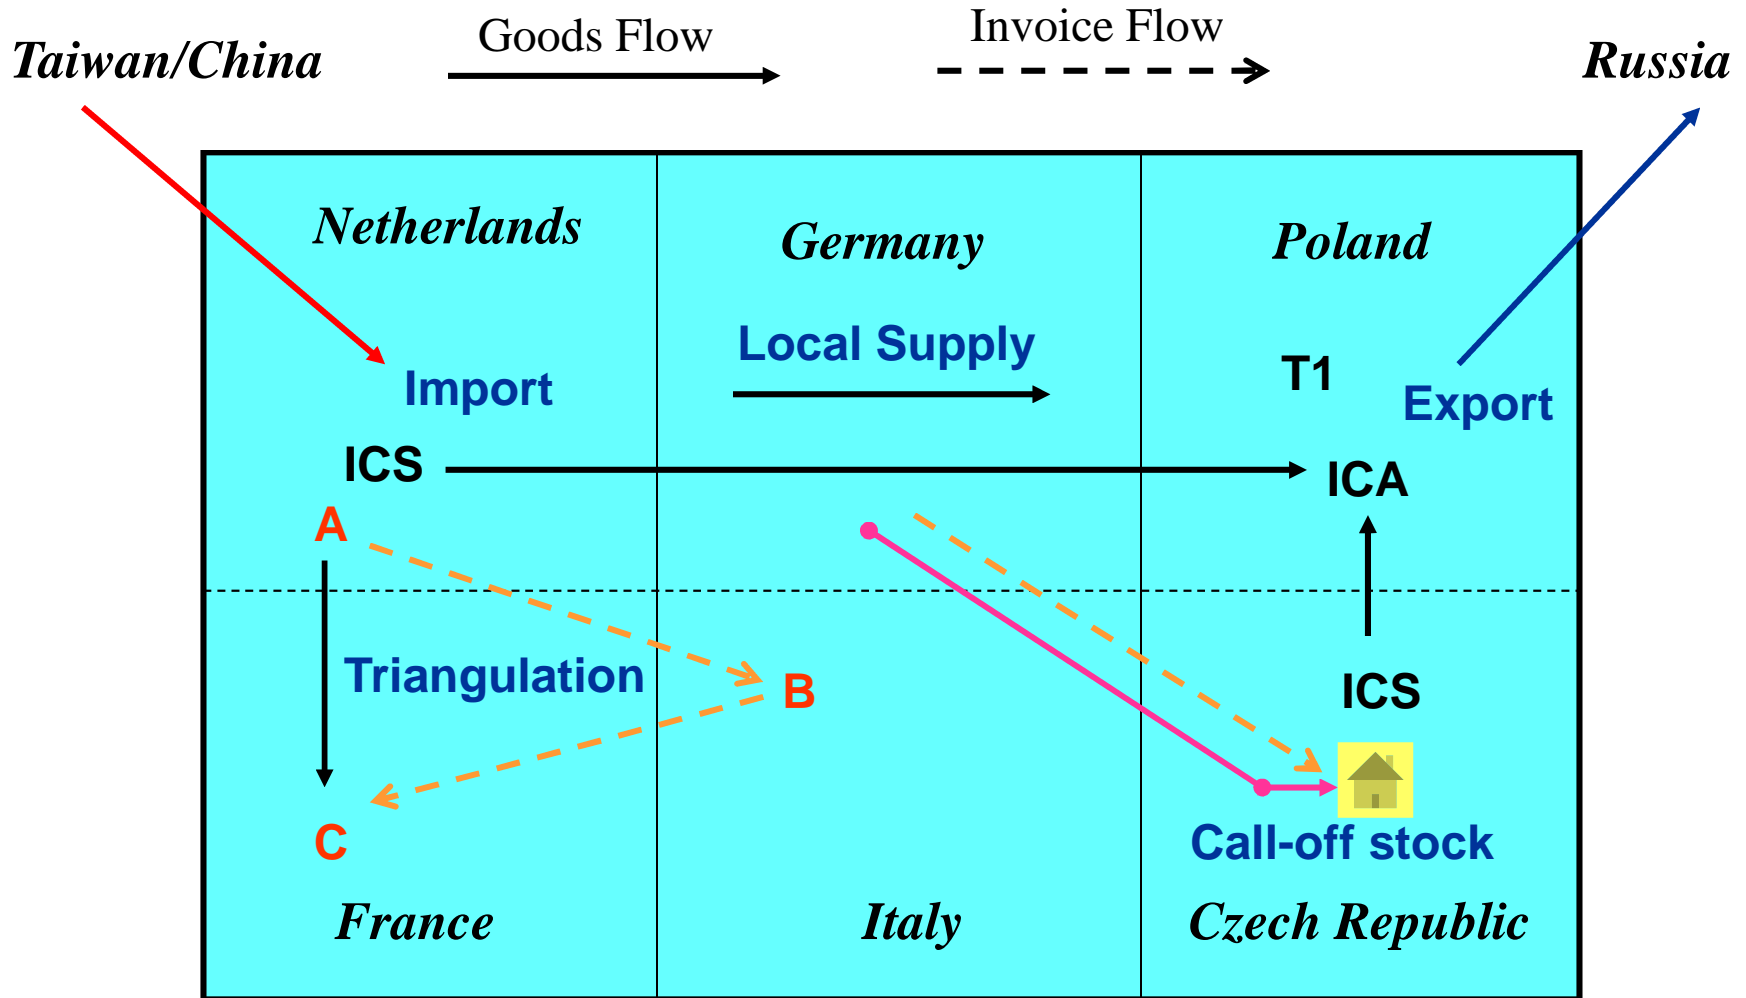 Taiwan/China
Goods Flow
Invoice Flow
Russia
Netherlands
Germany
Poland
Local Supply
T1
Import
Export
ICS
ICA
A
Triangulation
B
ICS
C
Call-off stock
France
Italy
Czech Republic